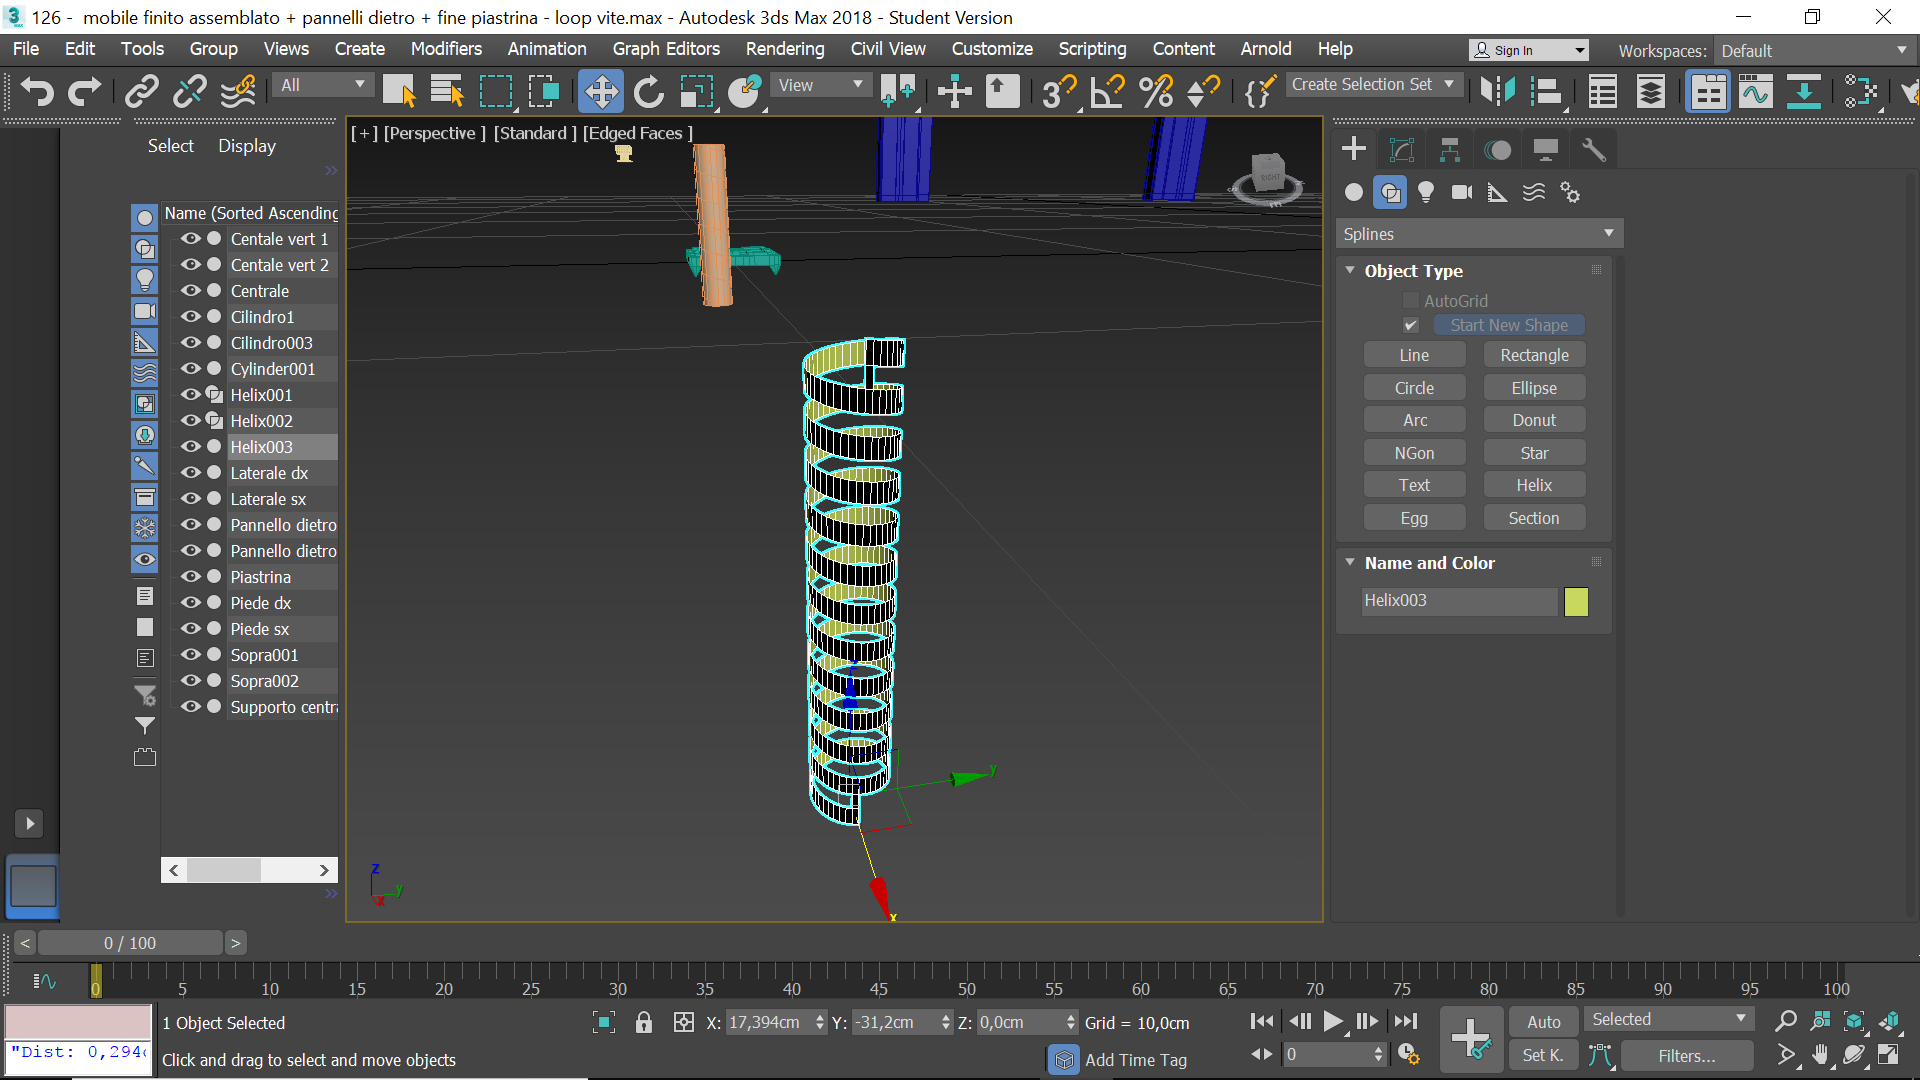 126 -  mobile finito assemblato + pannelli dietro + fine piastrina - loop vite.max - Autodesk 3ds Max 2018 - Student Version
File Edit Tools Group Views Create Modifiers Animation Graph Editors Rendering Civil View Customize Scripting Content Arnold Help Sign In Workspaces: Default
All View 3 Create Selection Set
Select Display
[ + ] [Perspective ] [Standard ] [Edged Faces ]
RIGHT
Name (Sorted Ascending
Centale vert 1
Centale vert 2
Centrale
Cilindro1
Cilindro003
Cylinder001
Helix001
Helix002
Helix003
Laterale dx
Laterale sx
Pannello dietro
Pannello dietro
Piastrina
Piede dx
Piede sx
Sopra001
Sopra002
Supporto centra
y
x
z
y
x
Splines
Object Type
AutoGrid
Start New Shape
Line Rectangle
Circle Ellipse
Arc Donut
NGon Star
Text Helix
Egg Section
Name and Color
Helix003
< 0 / 100 >
0 5 10 15 20 25 30 35 40 45 50 55 60 65 70 75 80 85 90 95 100
1 Object Selected X: 17,394cm Y: -31,2cm Z: 0,0cm Grid = 10,0cm Auto Selected
"Dist: 0,294c Click and drag to select and move objects Add Time Tag 0 Set K. Filters...